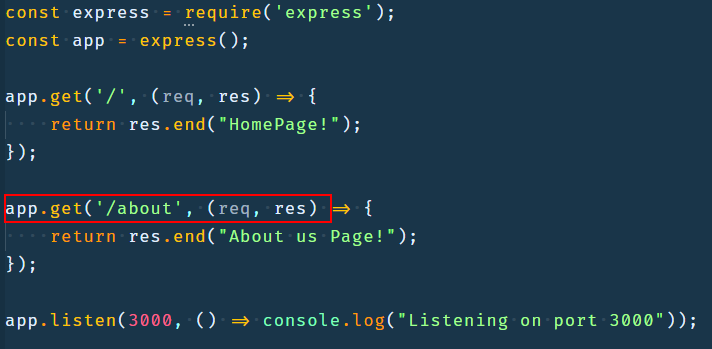 const express = require('express');
const app = express();
app.get('/', (req, res) => {
return res.end("HomePage!");
});
app.get('/about', (req, res) => {
return res.end("About us Page!");
});
app.listen(3000, () => console.log("Listening on port 3000"));